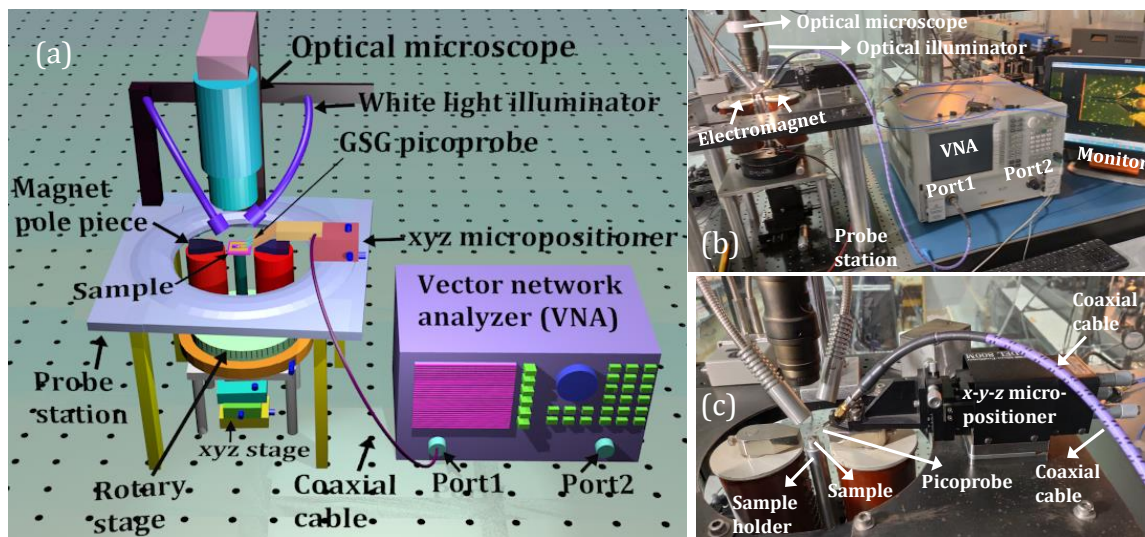 (a)
Optical microscope
White light illuminator
GSG picoprobe
Magnet
pole piece
xyz micropositioner
Sample
Vector network
analyzer (VNA)
Probe
station
xyz stage
Rotary
stage
Coaxial
cable
Port1
Port2
Optical microscope
Optical illuminator
Electromagnet
VNA
Port1
Port2
Monitor
(b)
Probe
station
Coaxial
cable
x-y-z micro-
positioner
(c)
Sample
holder
Sample
Picoprobe
Coaxial
cable